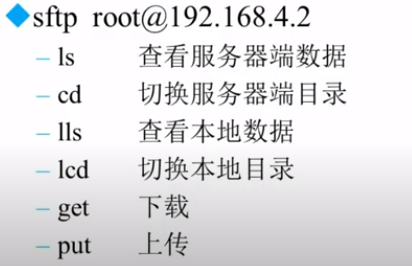 sftp root@192.168.4.2
– ls 查看服务器端数据
– cd 切换服务器端目录
– lls 查看本地数据
– lcd 切换本地目录
– get 下载
– put 上传